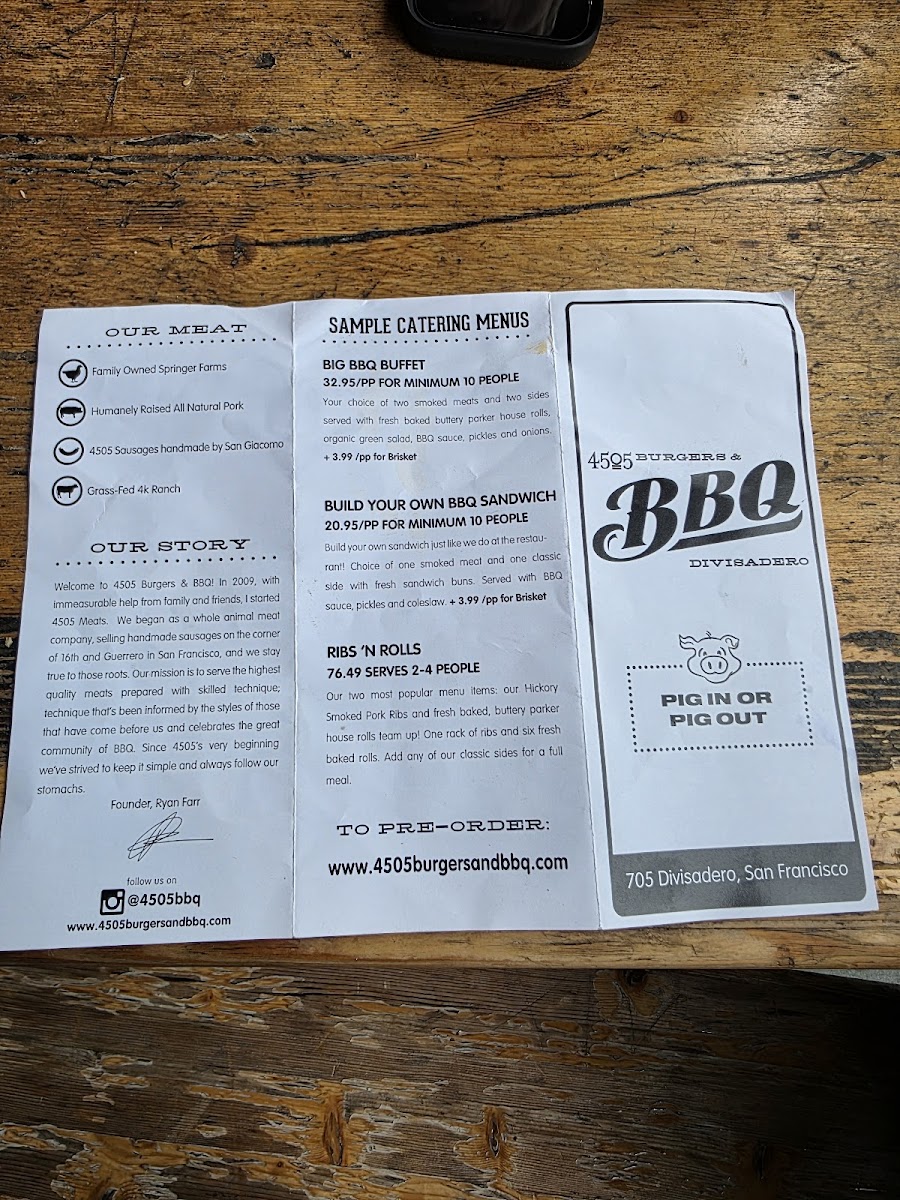 OUR MEAT
Family Owned Springer Farms
Humanely Raised All Natural Pork
4505 Sausages handmade by San Giacomo
Grass-Fed 4k Ranch
OUR STORY
Welcome to 4505 Burgers & BBQ! In 2009, with
immeasurable help from family and friends, I started
4505 Meats. We began as a whole animal meat
company, selling handmade sausages on the corner
of 16th and Guerrero in San Francisco, and we stay
true to those roots. Our mission is to serve the highest
quality meats prepared with skilled technique;
technique that's been informed by the styles of those
that have come before us and celebrates the great
community of BBQ. Since 4505's very beginning
we've strived to keep it simple and always follow our
stomachs.
Founder, Ryan Farr
follow us on
@4505bbq
www.4505burgersandbbq.com
SAMPLE CATERING MENUS
BIG BBQ BUFFET
32.95/PP FOR MINIMUM 10 PEOPLE
Your choice of two smoked meats and two sides
served with fresh baked buttery parker house rolls,
organic green salad, BBQ sauce, pickles and onions.
+ 3.99 /pp for Brisket
BUILD YOUR OWN BBQ SANDWICH
20.95/PP FOR MINIMUM 10 PEOPLE
Build your own sandwich just like we do at the restau-
rant! Choice of one smoked meat and one classic
side with fresh sandwich buns. Served with BBQ
sauce, pickles and coleslaw. + 3.99 /pp for Brisket
RIBS 'N ROLLS
76.49 SERVES 2-4 PEOPLE
Our two most popular menu items: our Hickory
Smoked Pork Ribs and fresh baked, buttery parker
house rolls team up! One rack of ribs and six fresh
baked rolls. Add any of our classic sides for a full
meal.
TO PRE-ORDER:
www.4505burgersandbbq.com
4505 BURGERS &
BBQ
DIVISADERO
PIG IN OR
PIG OUT
705 Divisadero, San Francisco